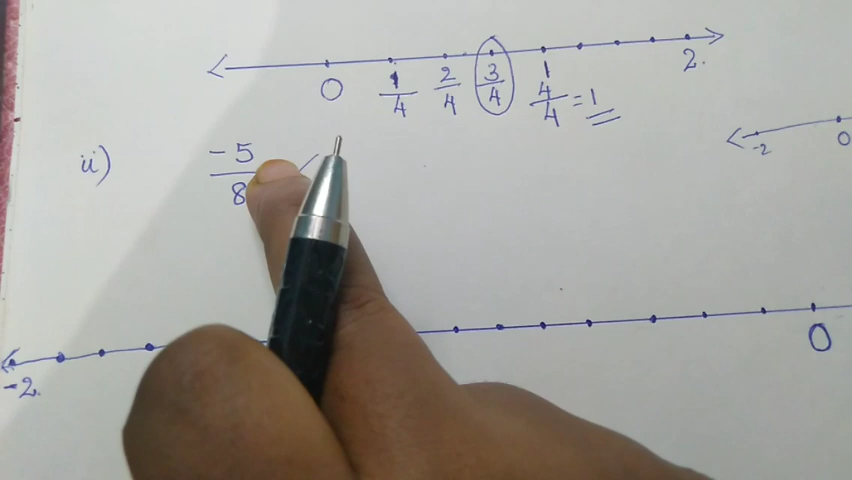 0 1/4 2/4 3/4 1 4/4 = 1 2.
-2 0
ii) -5/8
-2. 0